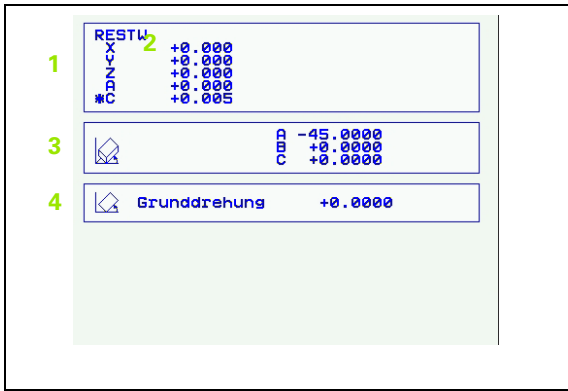 RESTW 2
1
X +0.000
Y +0.000
Z +0.000
A +0.000
*C +0.005
3
A -45.0000
B +0.0000
C +0.0000
4 Grunddrehung +0.0000